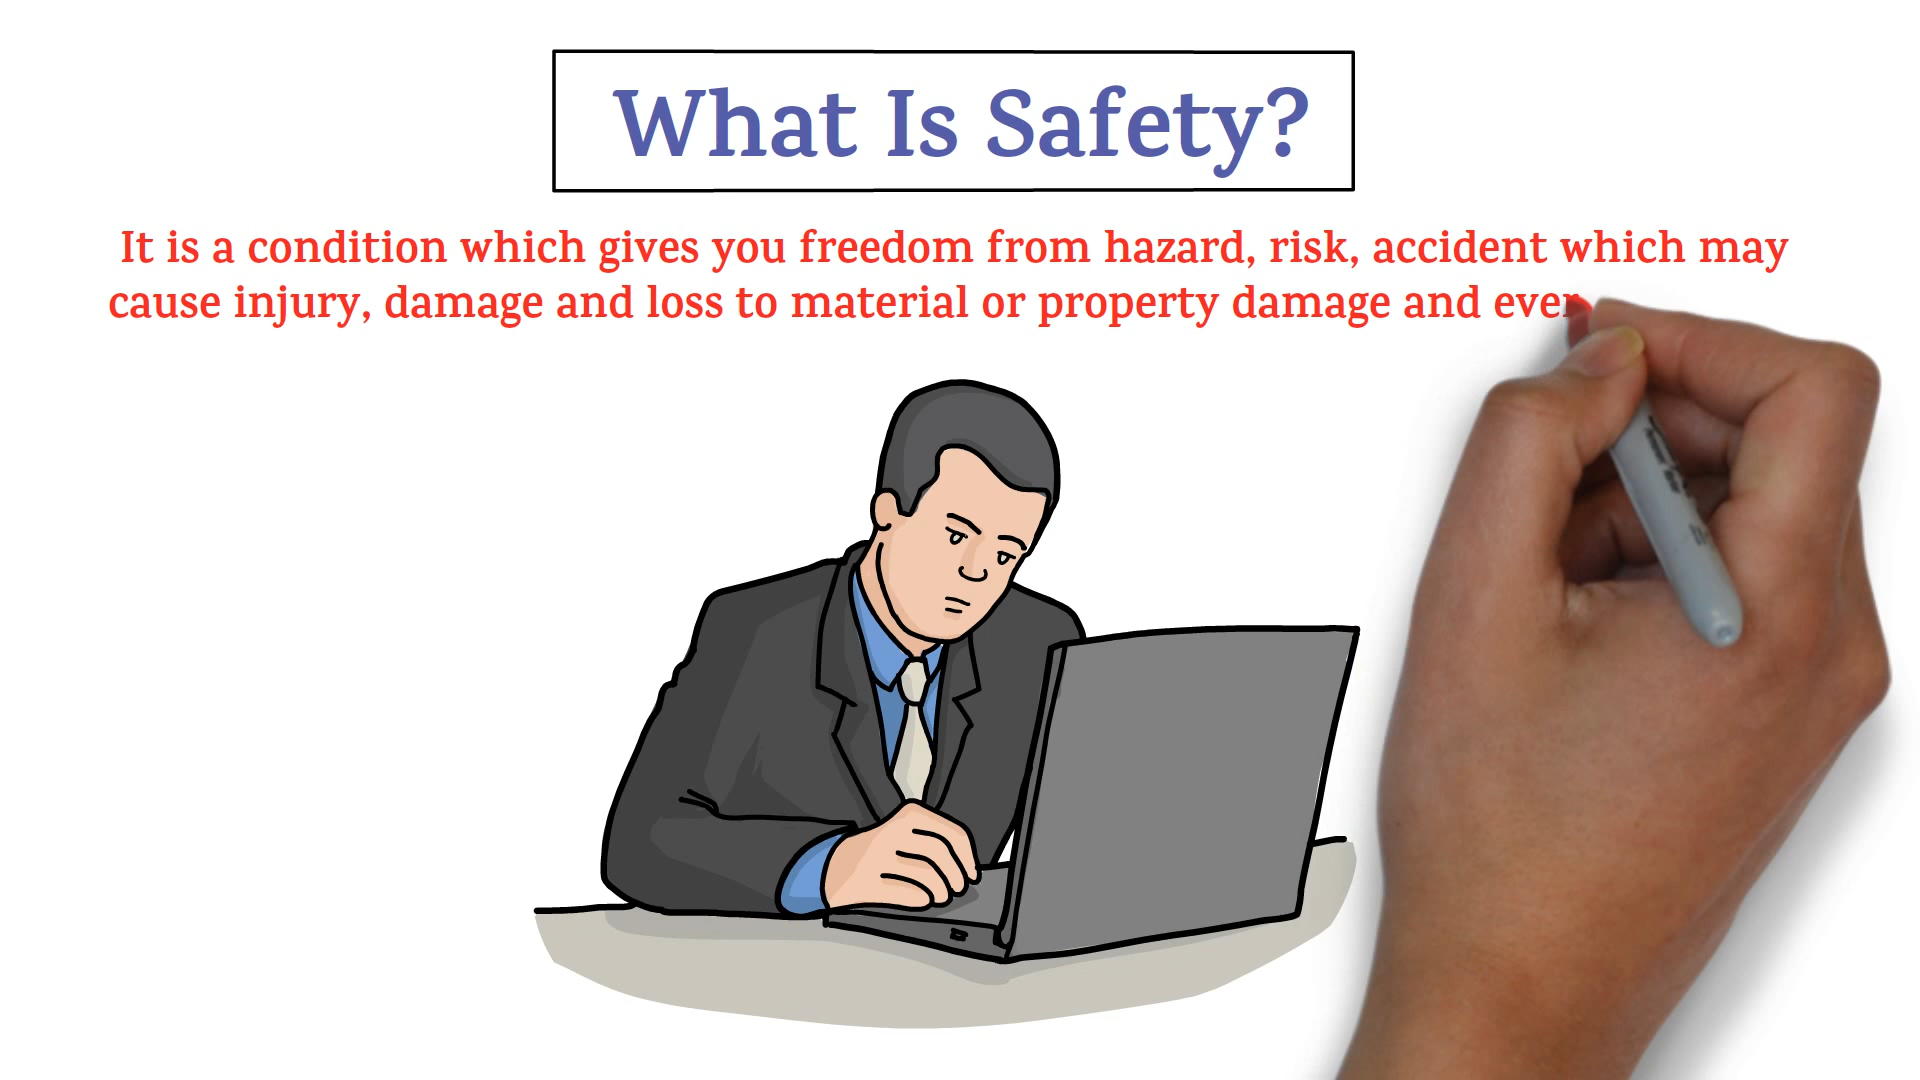 What Is Safety?
It is a condition which gives you freedom from hazard, risk, accident which may
cause injury, damage and loss to material or property damage and even